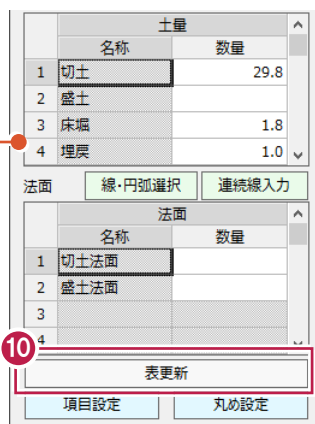 土量
名称 数量
1 切土 29.8
2 盛土
3 床堀 1.8
4 埋戻 1.0
法面 線・円弧選択 連続線入力
法面
名称 数量
1 切土法面
2 盛土法面
3
4
10
表更新
項目設定 丸め設定